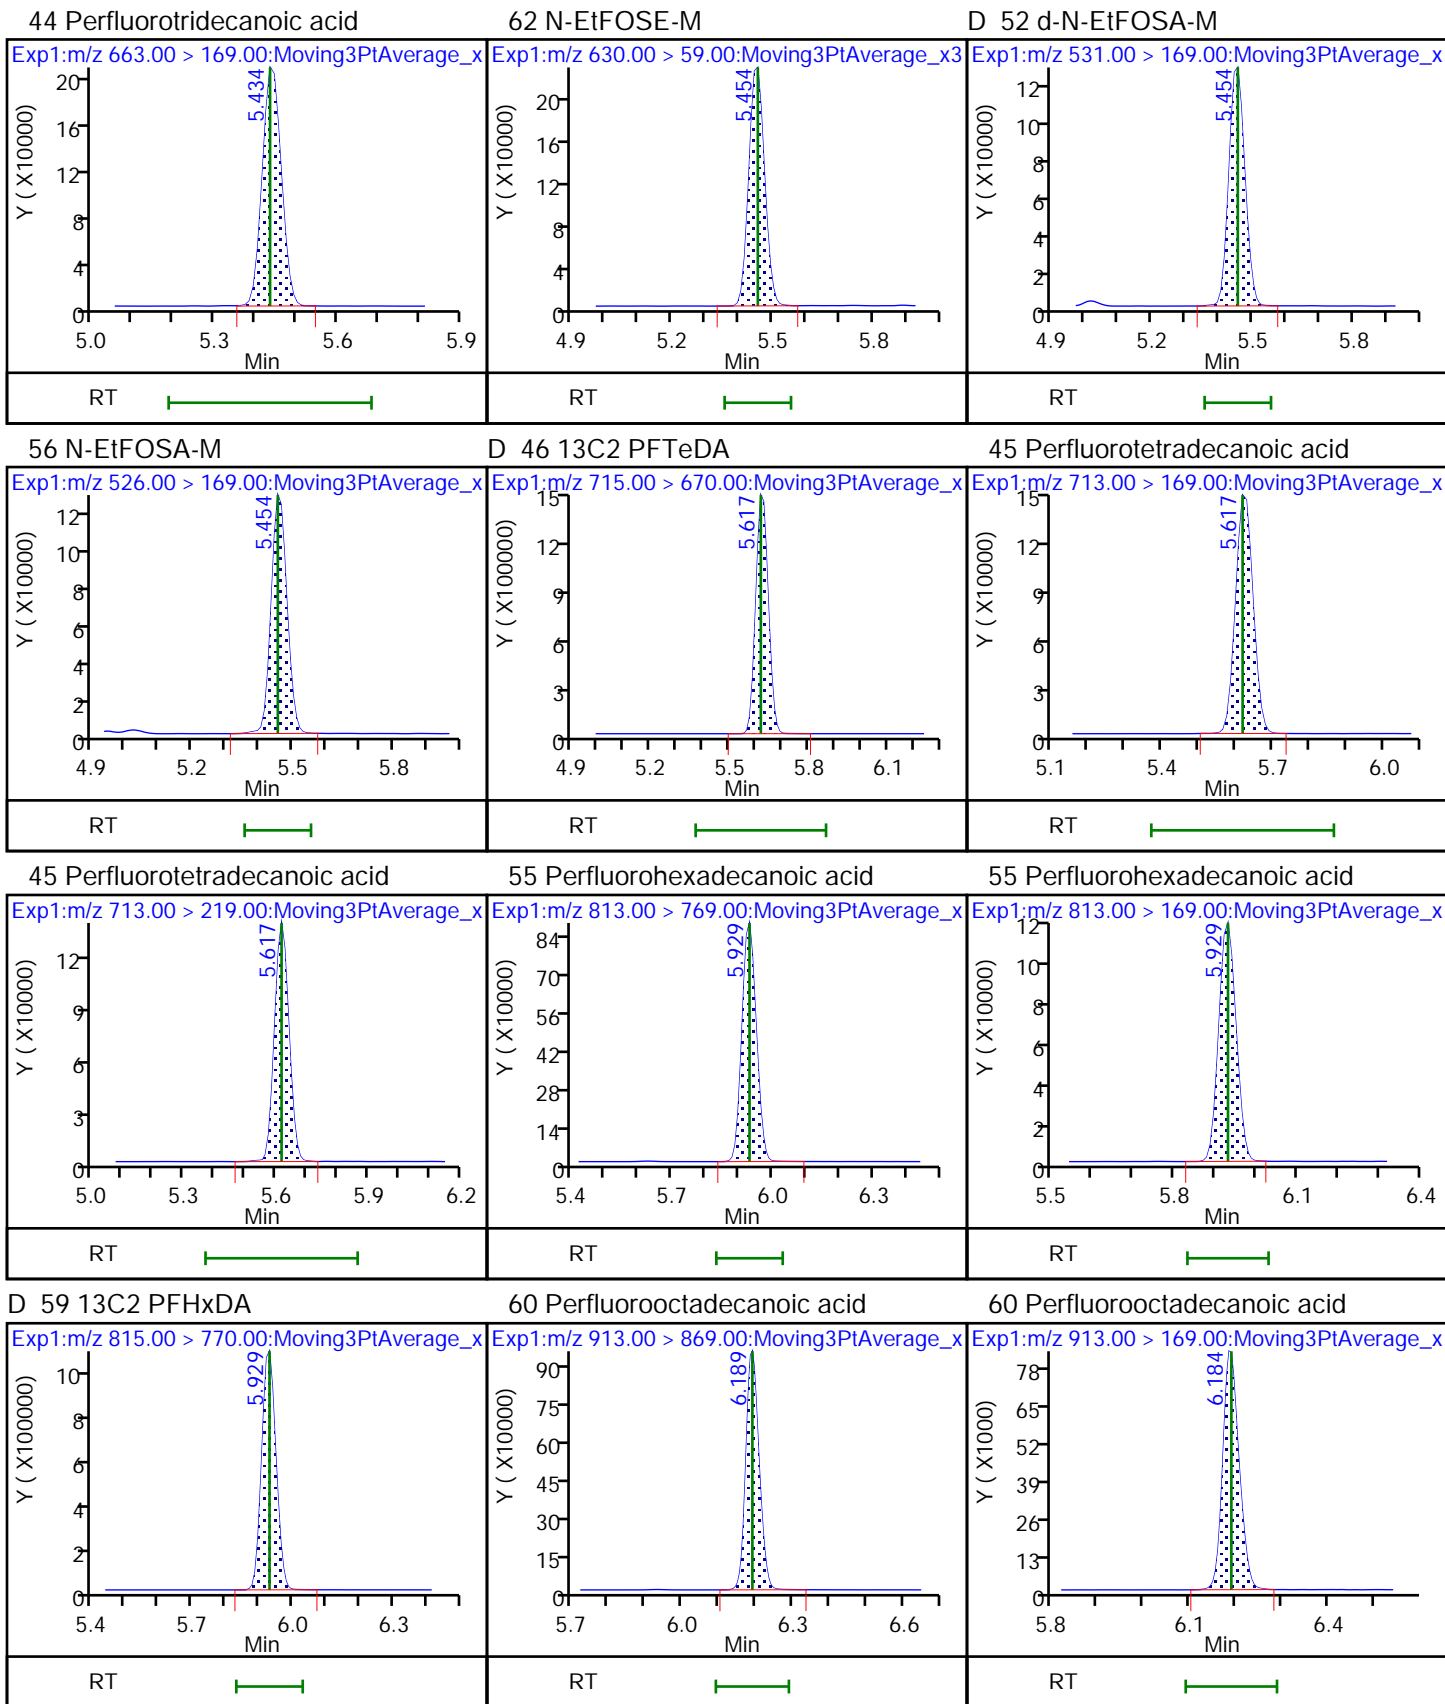 44 Perfluorotridecanoic acid
Exp1:m/z 663.00 > 169.00:Moving3PtAverage_x
5.434
Y ( X10000)
20
16
12
8
4
0
5.0 5.3 5.6 5.9
Min
RT
62 N-EtFOSE-M
Exp1:m/z 630.00 > 59.00:Moving3PtAverage_x3
5.454
Y ( X10000)
20
16
12
8
4
0
4.9 5.2 5.5 5.8
Min
RT
D 52 d-N-EtFOSA-M
Exp1:m/z 531.00 > 169.00:Moving3PtAverage_x
5.454
Y ( X10000)
12
10
8
6
4
2
0
4.9 5.2 5.5 5.8
Min
RT
56 N-EtFOSA-M
Exp1:m/z 526.00 > 169.00:Moving3PtAverage_x
5.454
Y ( X10000)
12
10
8
6
4
2
0
4.9 5.2 5.5 5.8
Min
RT
D 46 13C2 PFTeDA
Exp1:m/z 715.00 > 670.00:Moving3PtAverage_x
5.617
Y ( X100000)
15
12
9
6
3
0
4.9 5.2 5.5 5.8 6.1
Min
RT
45 Perfluorotetradecanoic acid
Exp1:m/z 713.00 > 169.00:Moving3PtAverage_x
5.617
Y ( X10000)
15
12
9
6
3
0
5.1 5.4 5.7 6.0
Min
RT
45 Perfluorotetradecanoic acid
Exp1:m/z 713.00 > 219.00:Moving3PtAverage_x
5.617
Y ( X10000)
12
9
6
3
0
5.0 5.3 5.6 5.9 6.2
Min
RT
55 Perfluorohexadecanoic acid
Exp1:m/z 813.00 > 769.00:Moving3PtAverage_x
5.929
Y ( X10000)
84
70
56
42
28
14
0
5.4 5.7 6.0 6.3
Min
RT
55 Perfluorohexadecanoic acid
Exp1:m/z 813.00 > 169.00:Moving3PtAverage_x
5.929
Y ( X10000)
12
10
8
6
4
2
0
5.5 5.8 6.1 6.4
Min
RT
D 59 13C2 PFHxDA
Exp1:m/z 815.00 > 770.00:Moving3PtAverage_x
5.929
Y ( X100000)
10
8
6
4
2
0
5.4 5.7 6.0 6.3
Min
RT
60 Perfluorooctadecanoic acid
Exp1:m/z 913.00 > 869.00:Moving3PtAverage_x
6.189
Y ( X10000)
90
75
60
45
30
15
0
5.7 6.0 6.3 6.6
Min
RT
60 Perfluorooctadecanoic acid
Exp1:m/z 913.00 > 169.00:Moving3PtAverage_x
6.184
Y ( X1000)
78
65
52
39
26
13
0
5.8 6.1 6.4
Min
RT